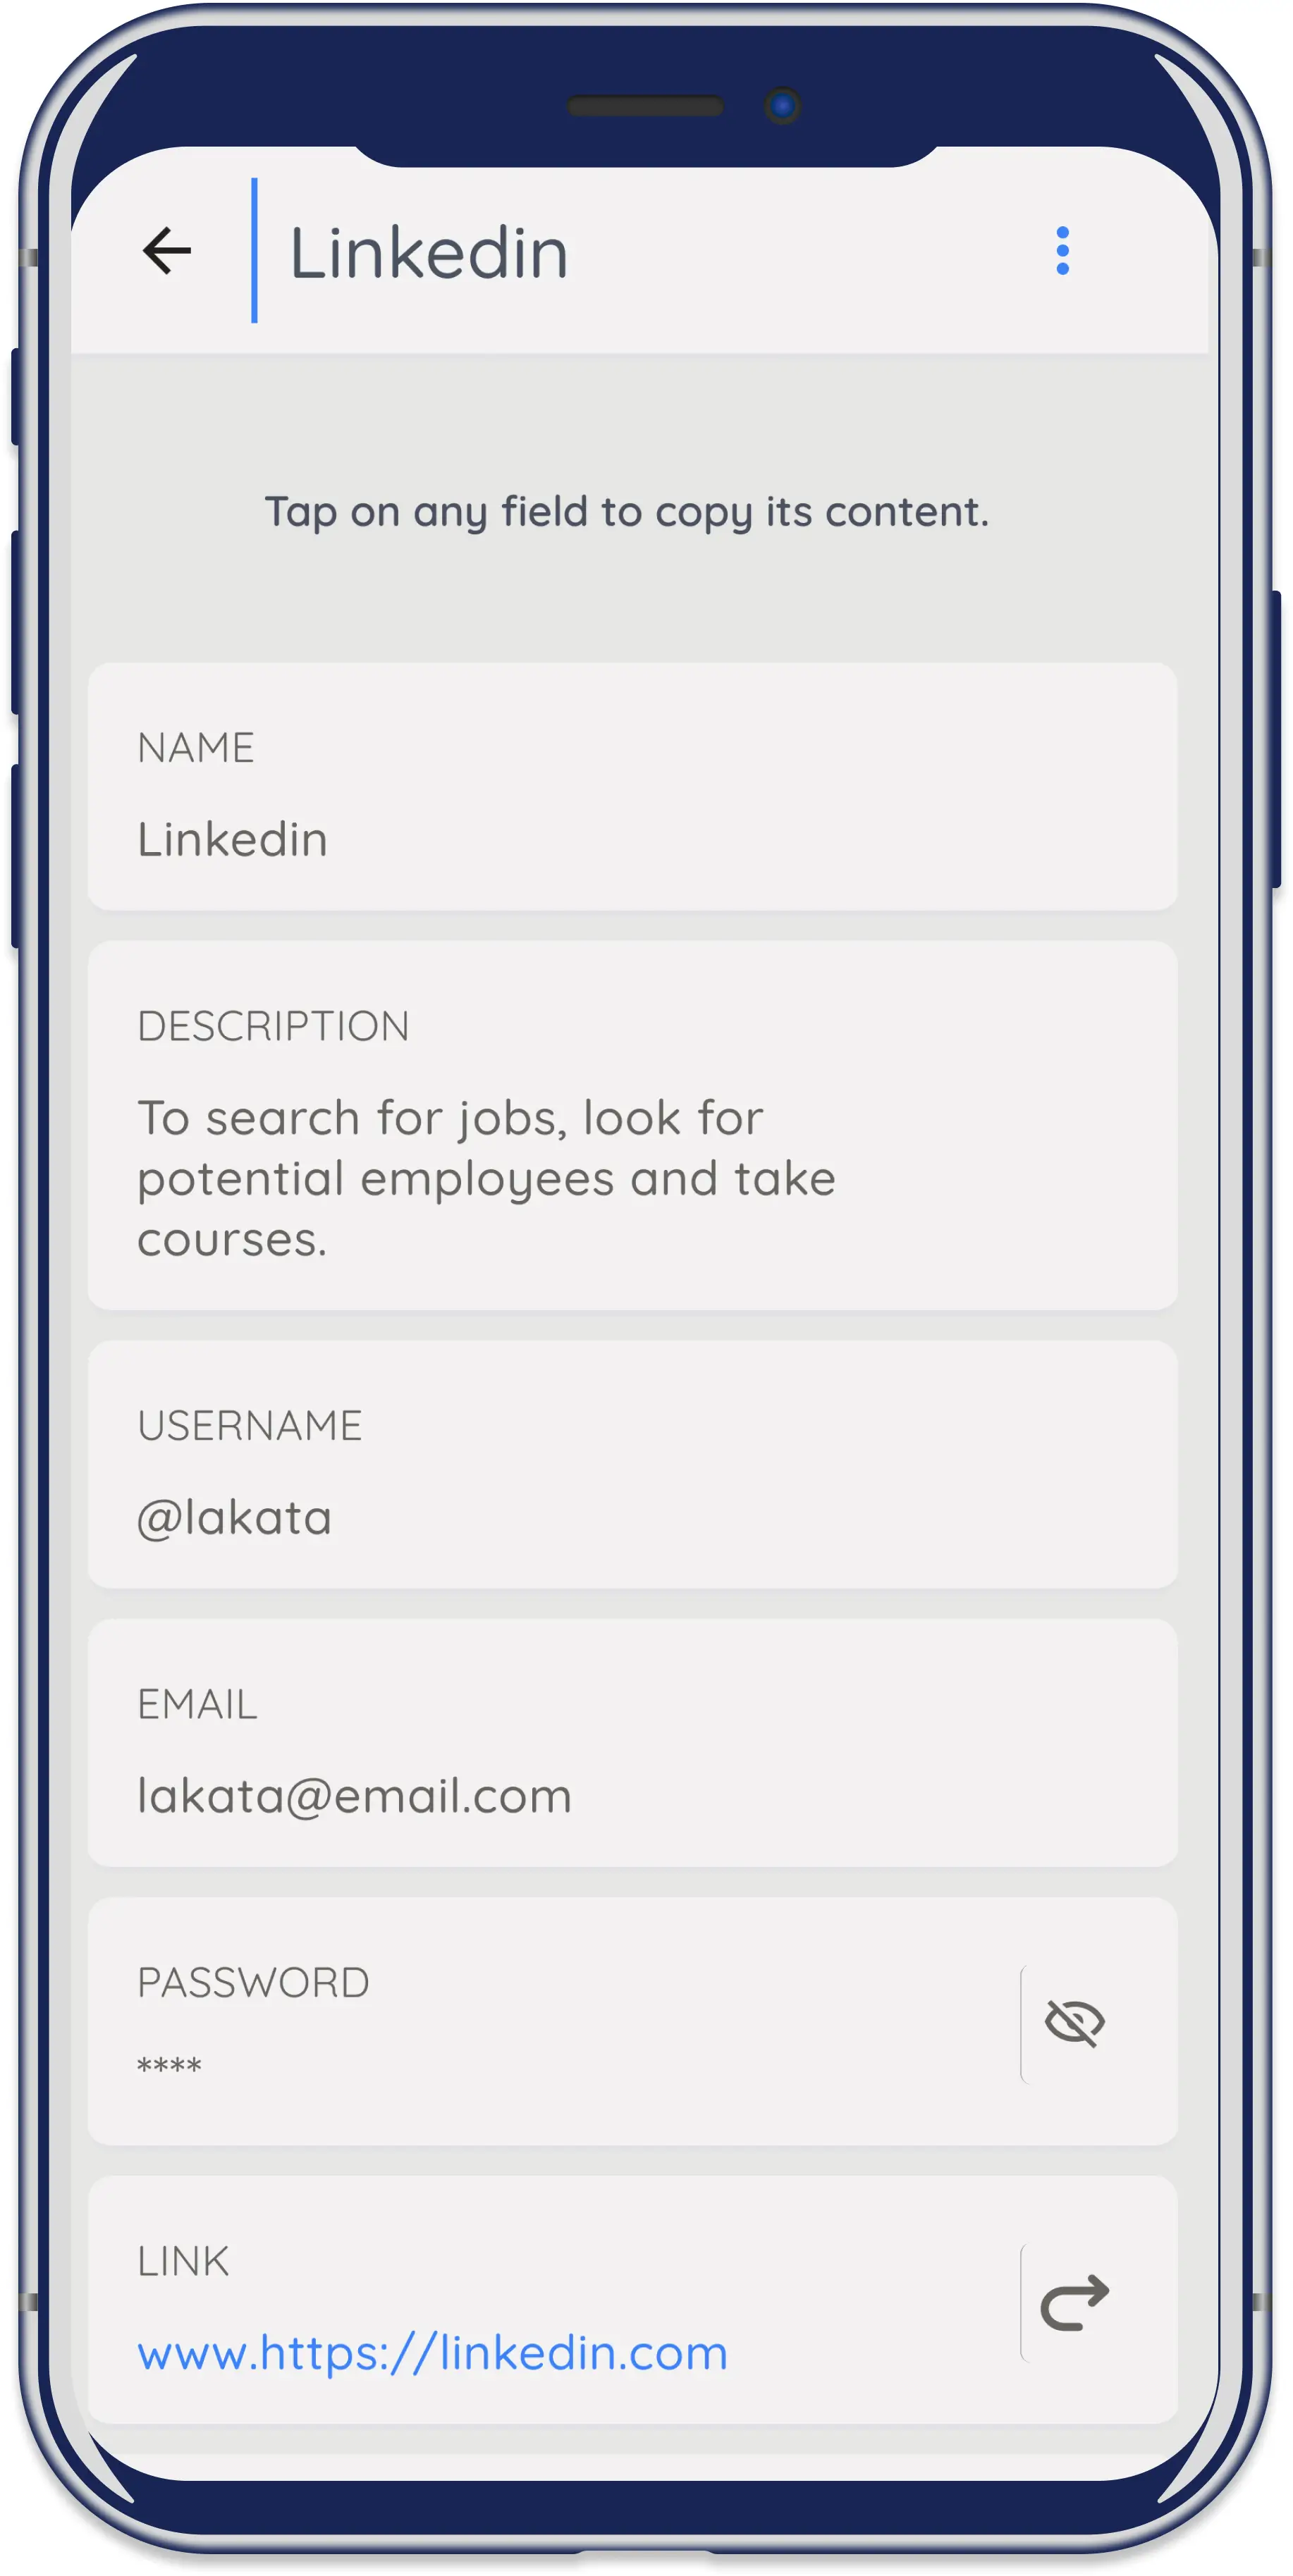 Linkedin
Tap on any field to copy its content.
NAME
Linkedin
DESCRIPTION
To search for jobs, look for
potential employees and take
courses.
USERNAME
@lakata
EMAIL
lakata@email.com
PASSWORD
****
LINK
www.https://linkedin.com